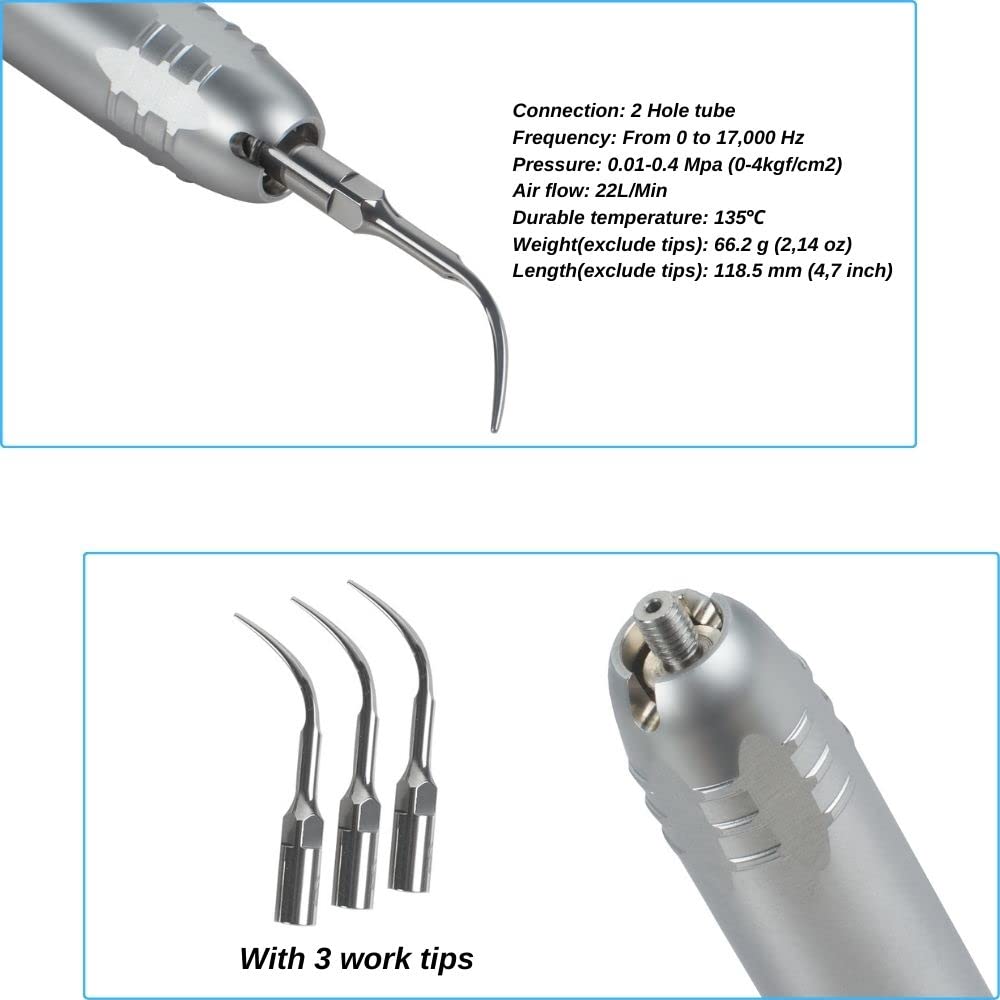 Connection: 2 Hole tube
Frequency: From 0 to 17,000 Hz
Pressure: 0.01-0.4 Mpa (0-4kgf/cm2)
Air flow: 22L/Min
Durable temperature: 135℃
Weight(exclude tips): 66.2 g (2,14 oz)
Length(exclude tips): 118.5 mm (4,7 inch)
With 3 work tips